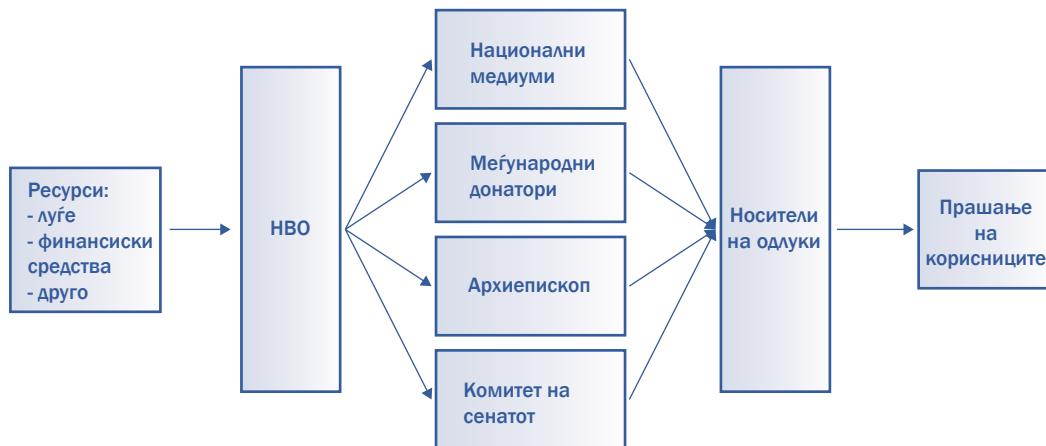 Ресурси:
- луѓе
- финансиски
средства
- друго
НВО
Национални
медиуми
Меѓународни
донатори
Архиепископ
Комитет на
сенатот
Носители
на одлуки
Прашање
на
корисниците